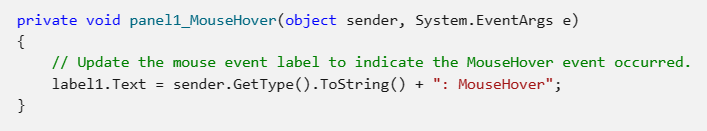 private void panel1_MouseHover(object sender, System.EventArgs e)
{
    // Update the mouse event label to indicate the MouseHover event occurred.
    label1.Text = sender.GetType().ToString() + ": MouseHover";
}